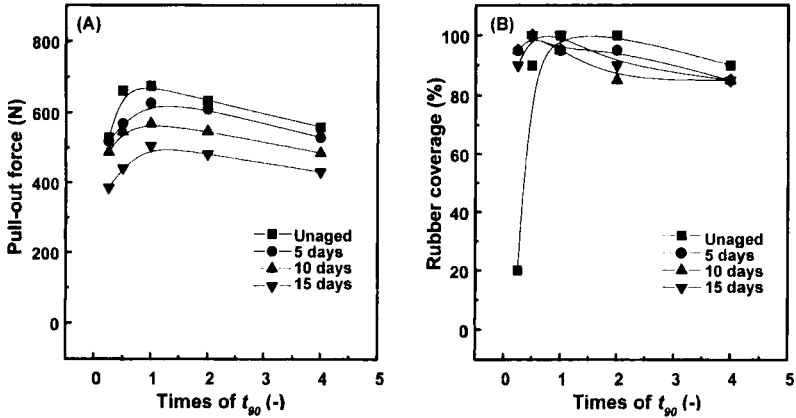 (A)
800
600
400
200
0
Pull-out force (N)
Unaged
5 days
10 days
15 days
0 1 2 3 4 5
Times of t90 (-)
(B)
100
80
60
40
20
0
Rubber coverage (%)
Unaged
5 days
10 days
15 days
0 1 2 3 4 5
Times of t90 (-)